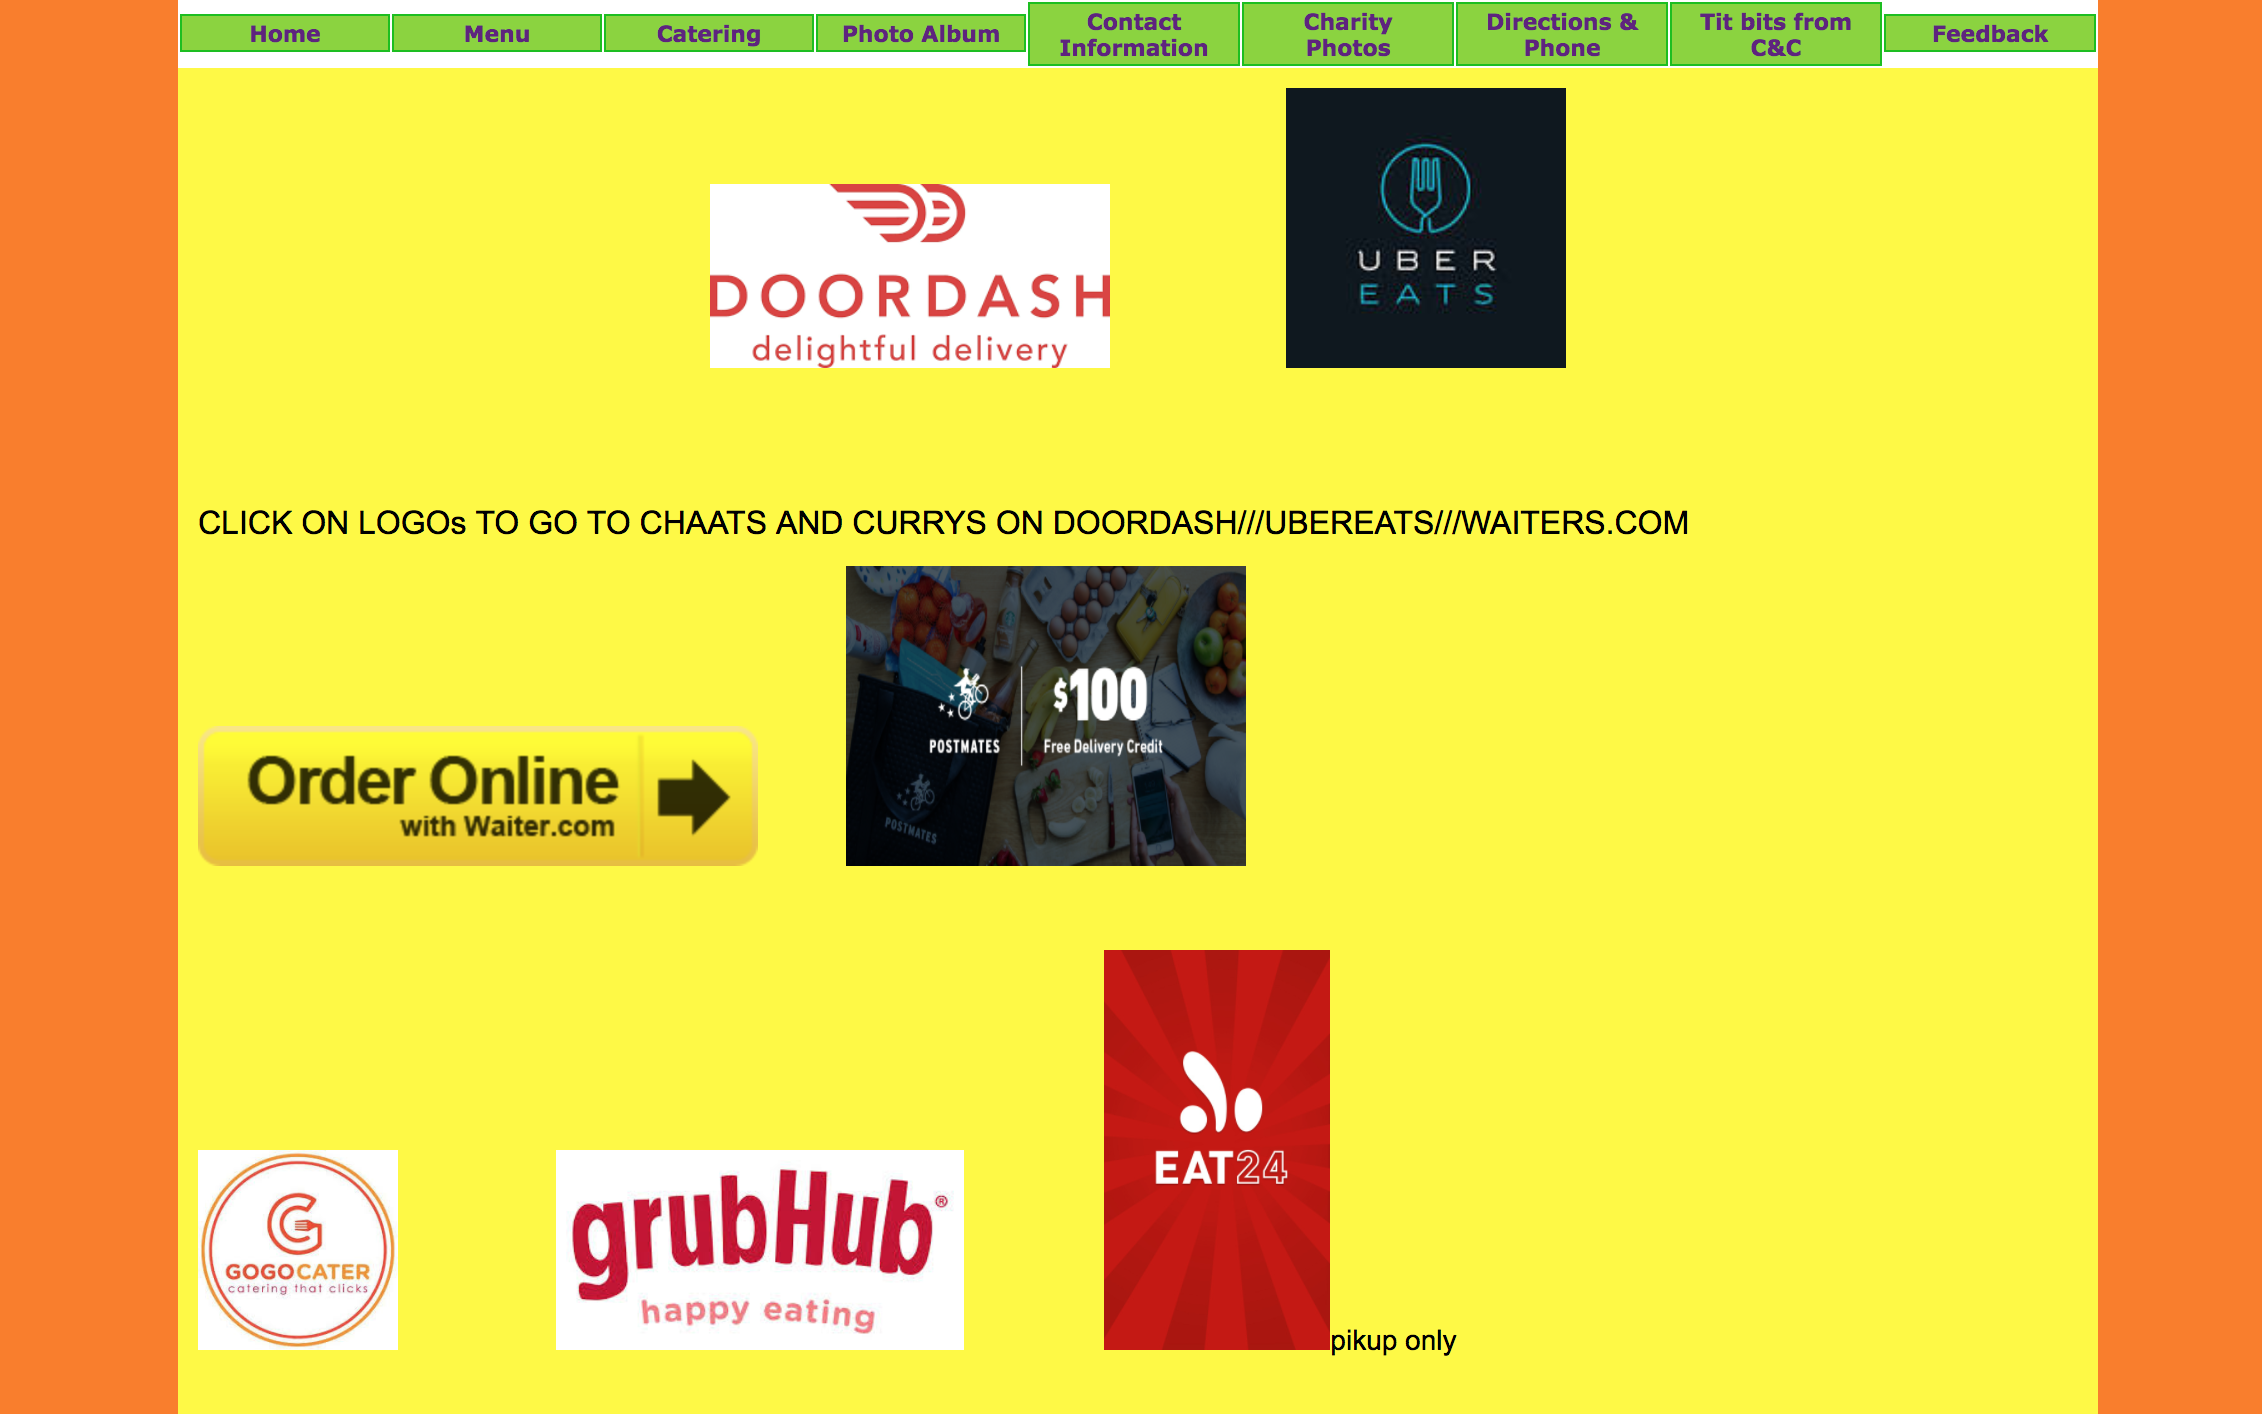 Home
Menu
Catering
Photo Album
Contact
Information
Charity
Photos
Directions &
Phone
Tit bits from
C&C
Feedback
DOORDASH
delightful delivery
UBER
EATS
CLICK ON LOGOs TO GO TO CHAATS AND CURRYS ON DOORDASH///UBEREATS///WAITERS.COM
Order Online
with Waiter.com
POSTMATES
$100
Free Delivery Credit
POSTMATES
GOGOCATER
catering that clicks
grubHub®
happy eating
EAT24
pikup only